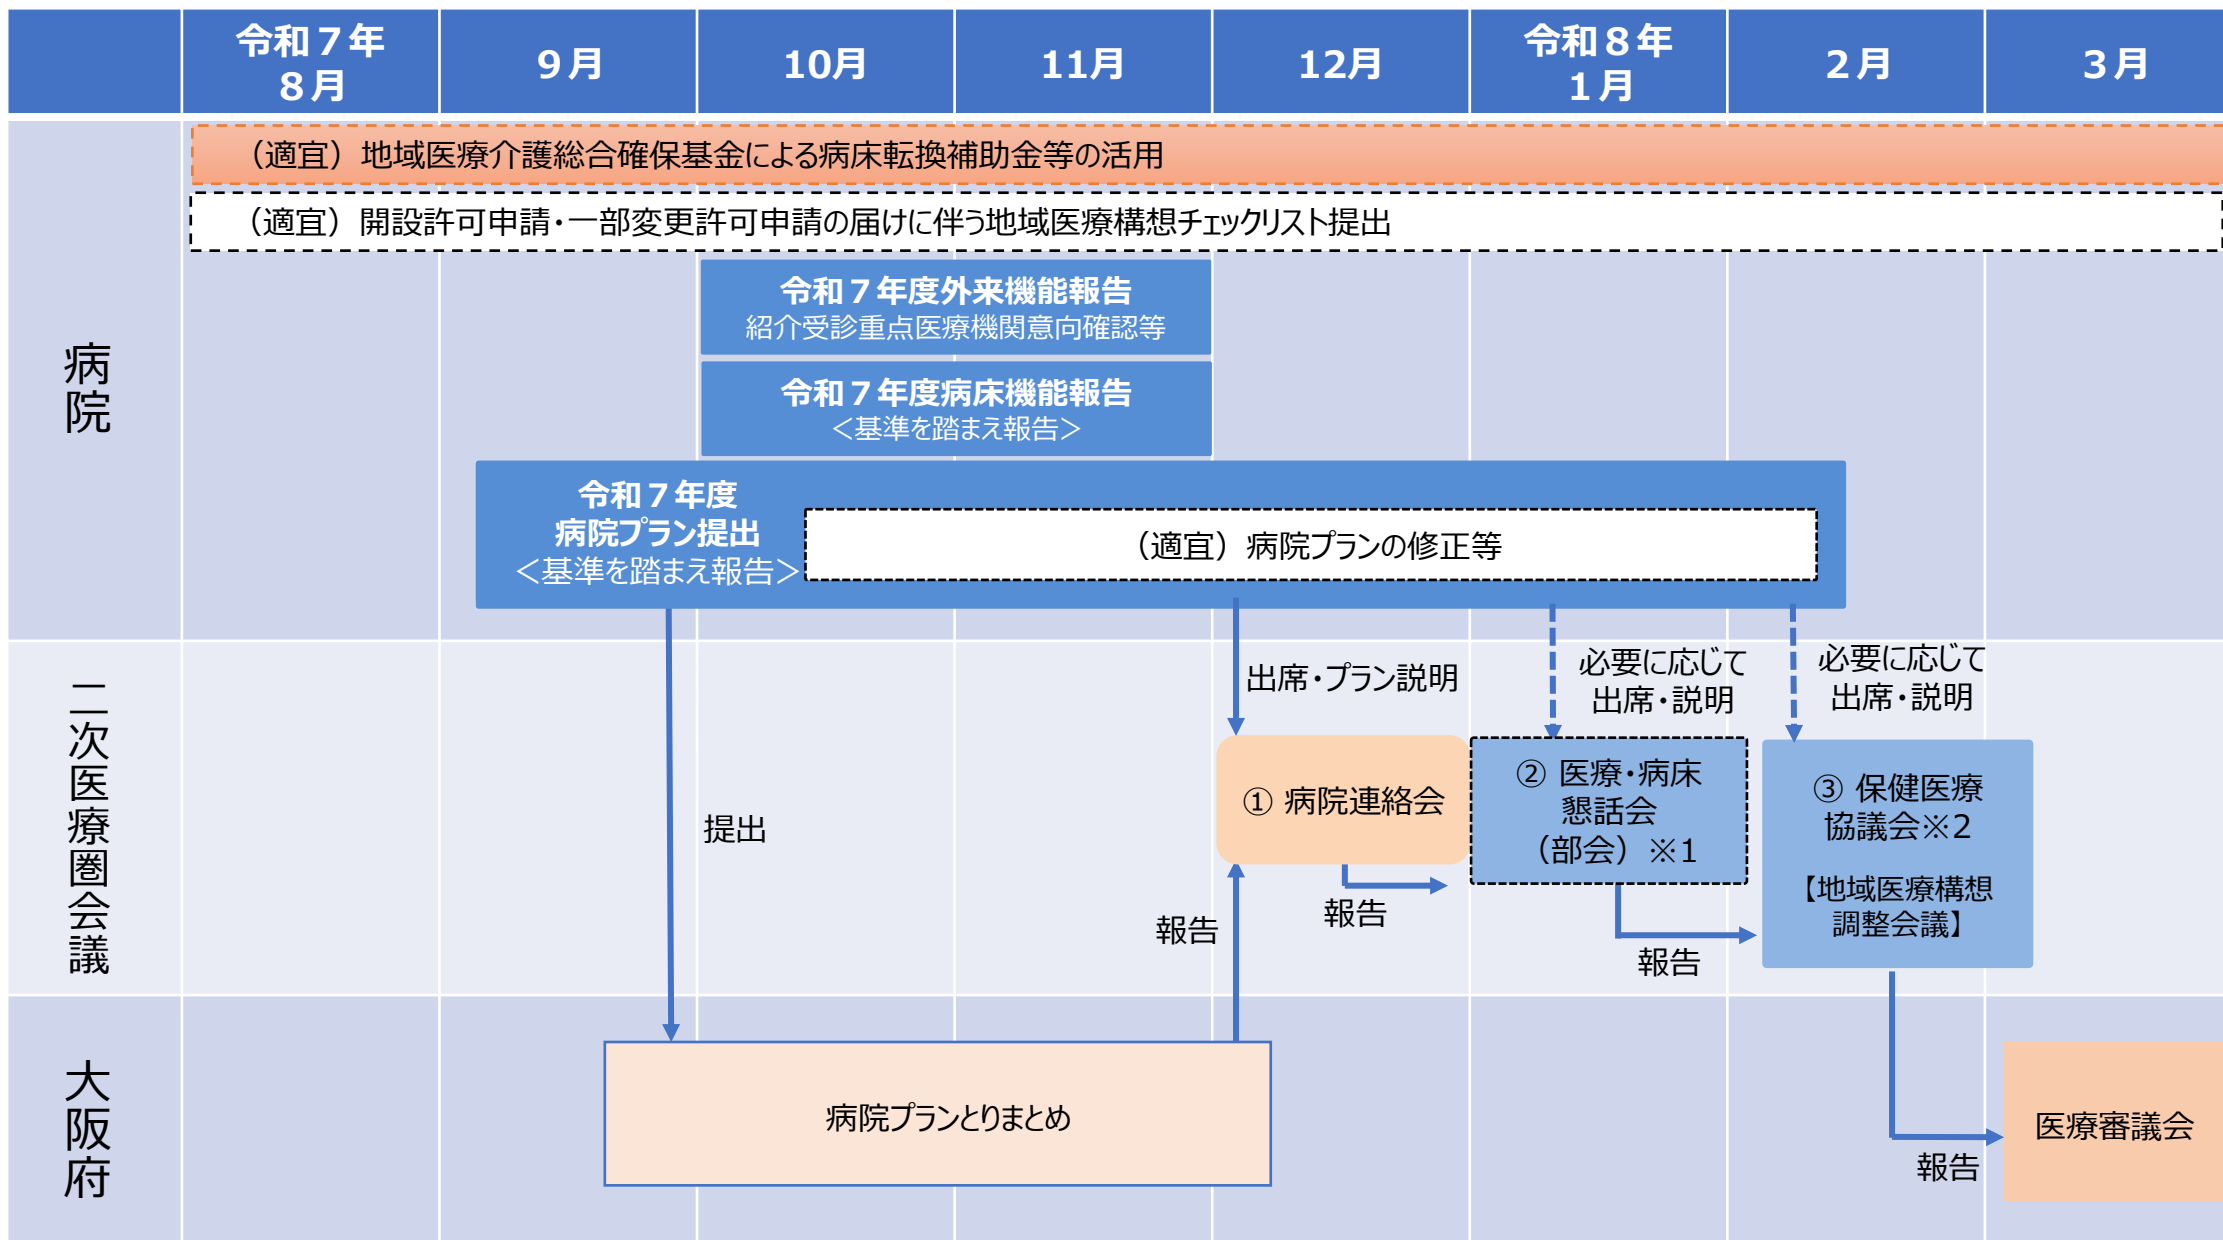 令和７年
８月
９月
10月
11月
12月
令和８年
１月
２月
３月
病院
（適宜）地域医療介護総合確保基金による病床転換補助金等の活用
（適宜）開設許可申請・一部変更許可申請の届けに伴う地域医療構想チェックリスト提出
令和７年度外来機能報告
紹介受診重点医療機関意向確認等
令和７年度病床機能報告
＜基準を踏まえ報告＞
令和７年度
病院プラン提出
＜基準を踏まえ報告＞
（適宜）病院プランの修正等
二次医療圏会議
出席・プラン説明
必要に応じて
出席・説明
必要に応じて
出席・説明
① 病院連絡会
② 医療・病床
懇話会
（部会）※1
③ 保健医療
協議会※2
【地域医療構想
調整会議】
提出
報告
報告
報告
大阪府
病院プランとりまとめ
医療審議会
報告